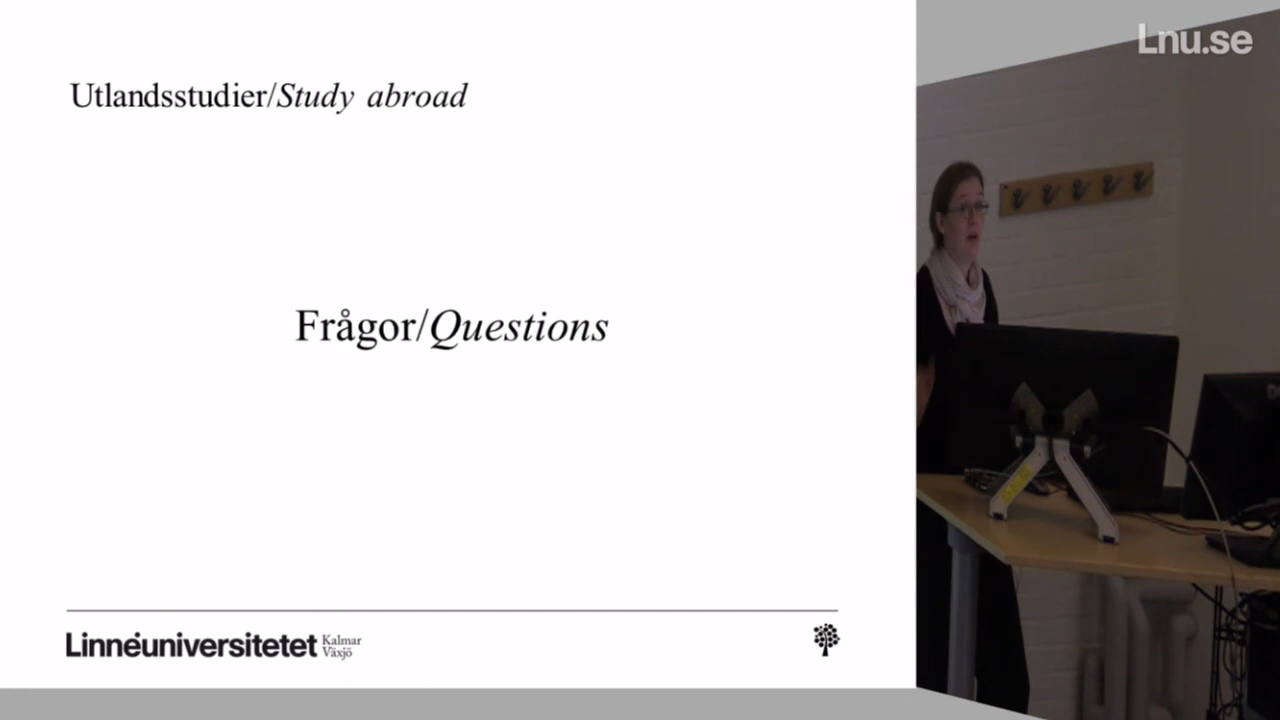 Lnu.se
Utlandsstudier/Study abroad
Frågor/Questions
Linnéuniversitetet
Kalmar
Växjö